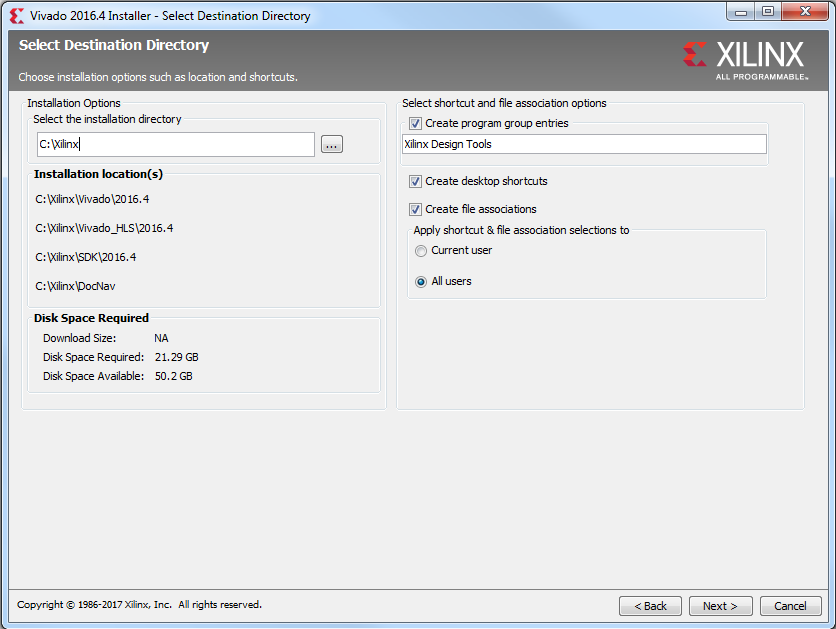 Vivado 2016.4 Installer - Select Destination Directory
Select Destination Directory
Choose installation options such as location and shortcuts.
XILINX
ALL PROGRAMMABLE™
Installation Options
Select the installation directory
C:\Xilinx
...
Installation location(s)
C:\Xilinx\Vivado\2016.4
C:\Xilinx\Vivado_HLS\2016.4
C:\Xilinx\SDK\2016.4
C:\Xilinx\DocNav
Disk Space Required
Download Size: NA
Disk Space Required: 21.29 GB
Disk Space Available: 50.2 GB
Select shortcut and file association options
Create program group entries
Xilinx Design Tools
Create desktop shortcuts
Create file associations
Apply shortcut & file association selections to
Current user
All users
Copyright © 1986-2017 Xilinx, Inc. All rights reserved.
< Back
Next >
Cancel